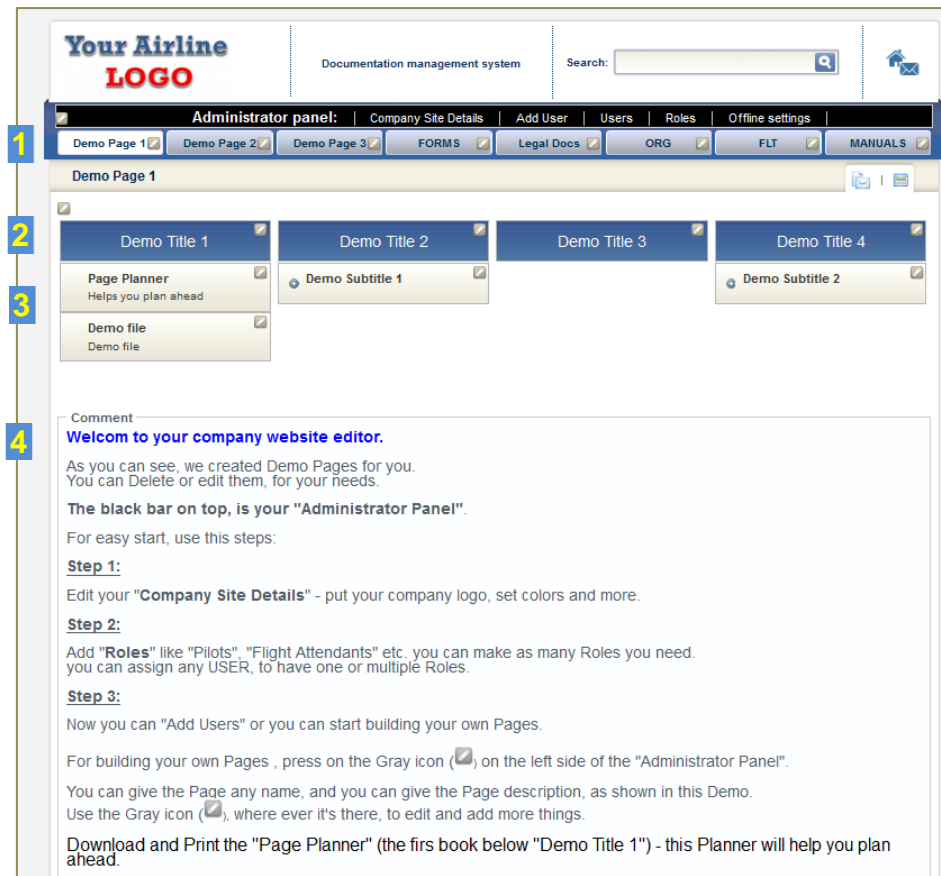 Your Airline
LOGO
Documentation management system
Search:
Administrator panel: | Company Site Details | Add User | Users | Roles | Offline settings |
1
Demo Page 1 Demo Page 2 Demo Page 3 FORMS Legal Docs ORG FLT MANUALS
Demo Page 1
2
Demo Title 1 Demo Title 2 Demo Title 3 Demo Title 4
Page Planner Demo Subtitle 1 Demo Subtitle 2
Helps you plan ahead
3
Demo file
Demo file
Comment
4
Welcom to your company website editor.
As you can see, we created Demo Pages for you.
You can Delete or edit them, for your needs.
The black bar on top, is your "Administrator Panel".
For easy start, use this steps:
Step 1:
Edit your "Company Site Details" - put your company logo, set colors and more.
Step 2:
Add "Roles" like "Pilots", "Flight Attendants" etc. you can make as many Roles you need.
you can assign any USER, to have one or multiple Roles.
Step 3:
Now you can "Add Users" or you can start building your own Pages.
For building your own Pages , press on the Gray icon ( ) on the left side of the "Administrator Panel".
You can give the Page any name, and you can give the Page description, as shown in this Demo.
Use the Gray icon ( ), where ever it's there, to edit and add more things.
Download and Print the "Page Planner" (the firs book below "Demo Title 1") - this Planner will help you plan
ahead.